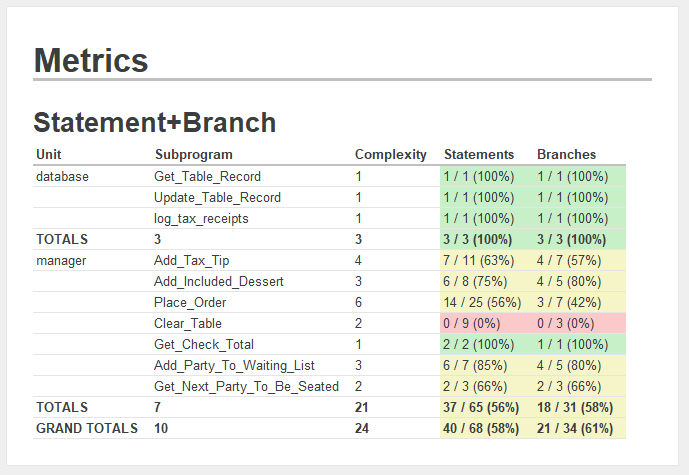 Metrics
Statement+Branch
Unit Subprogram Complexity Statements Branches
database Get_Table_Record 1 1 / 1 (100%) 1 / 1 (100%)
Update_Table_Record 1 1 / 1 (100%) 1 / 1 (100%)
log_tax_receipts 1 1 / 1 (100%) 1 / 1 (100%)
TOTALS 3 3 3 / 3 (100%) 3 / 3 (100%)
manager Add_Tax_Tip 4 7 / 11 (63%) 4 / 7 (57%)
Add_Included_Dessert 3 6 / 8 (75%) 4 / 5 (80%)
Place_Order 6 14 / 25 (56%) 3 / 7 (42%)
Clear_Table 2 0 / 9 (0%) 0 / 3 (0%)
Get_Check_Total 1 2 / 2 (100%) 1 / 1 (100%)
Add_Party_To_Waiting_List 3 6 / 7 (85%) 4 / 5 (80%)
Get_Next_Party_To_Be_Seated 2 2 / 3 (66%) 2 / 3 (66%)
TOTALS 7 21 37 / 65 (56%) 18 / 31 (58%)
GRAND TOTALS 10 24 40 / 68 (58%) 21 / 34 (61%)